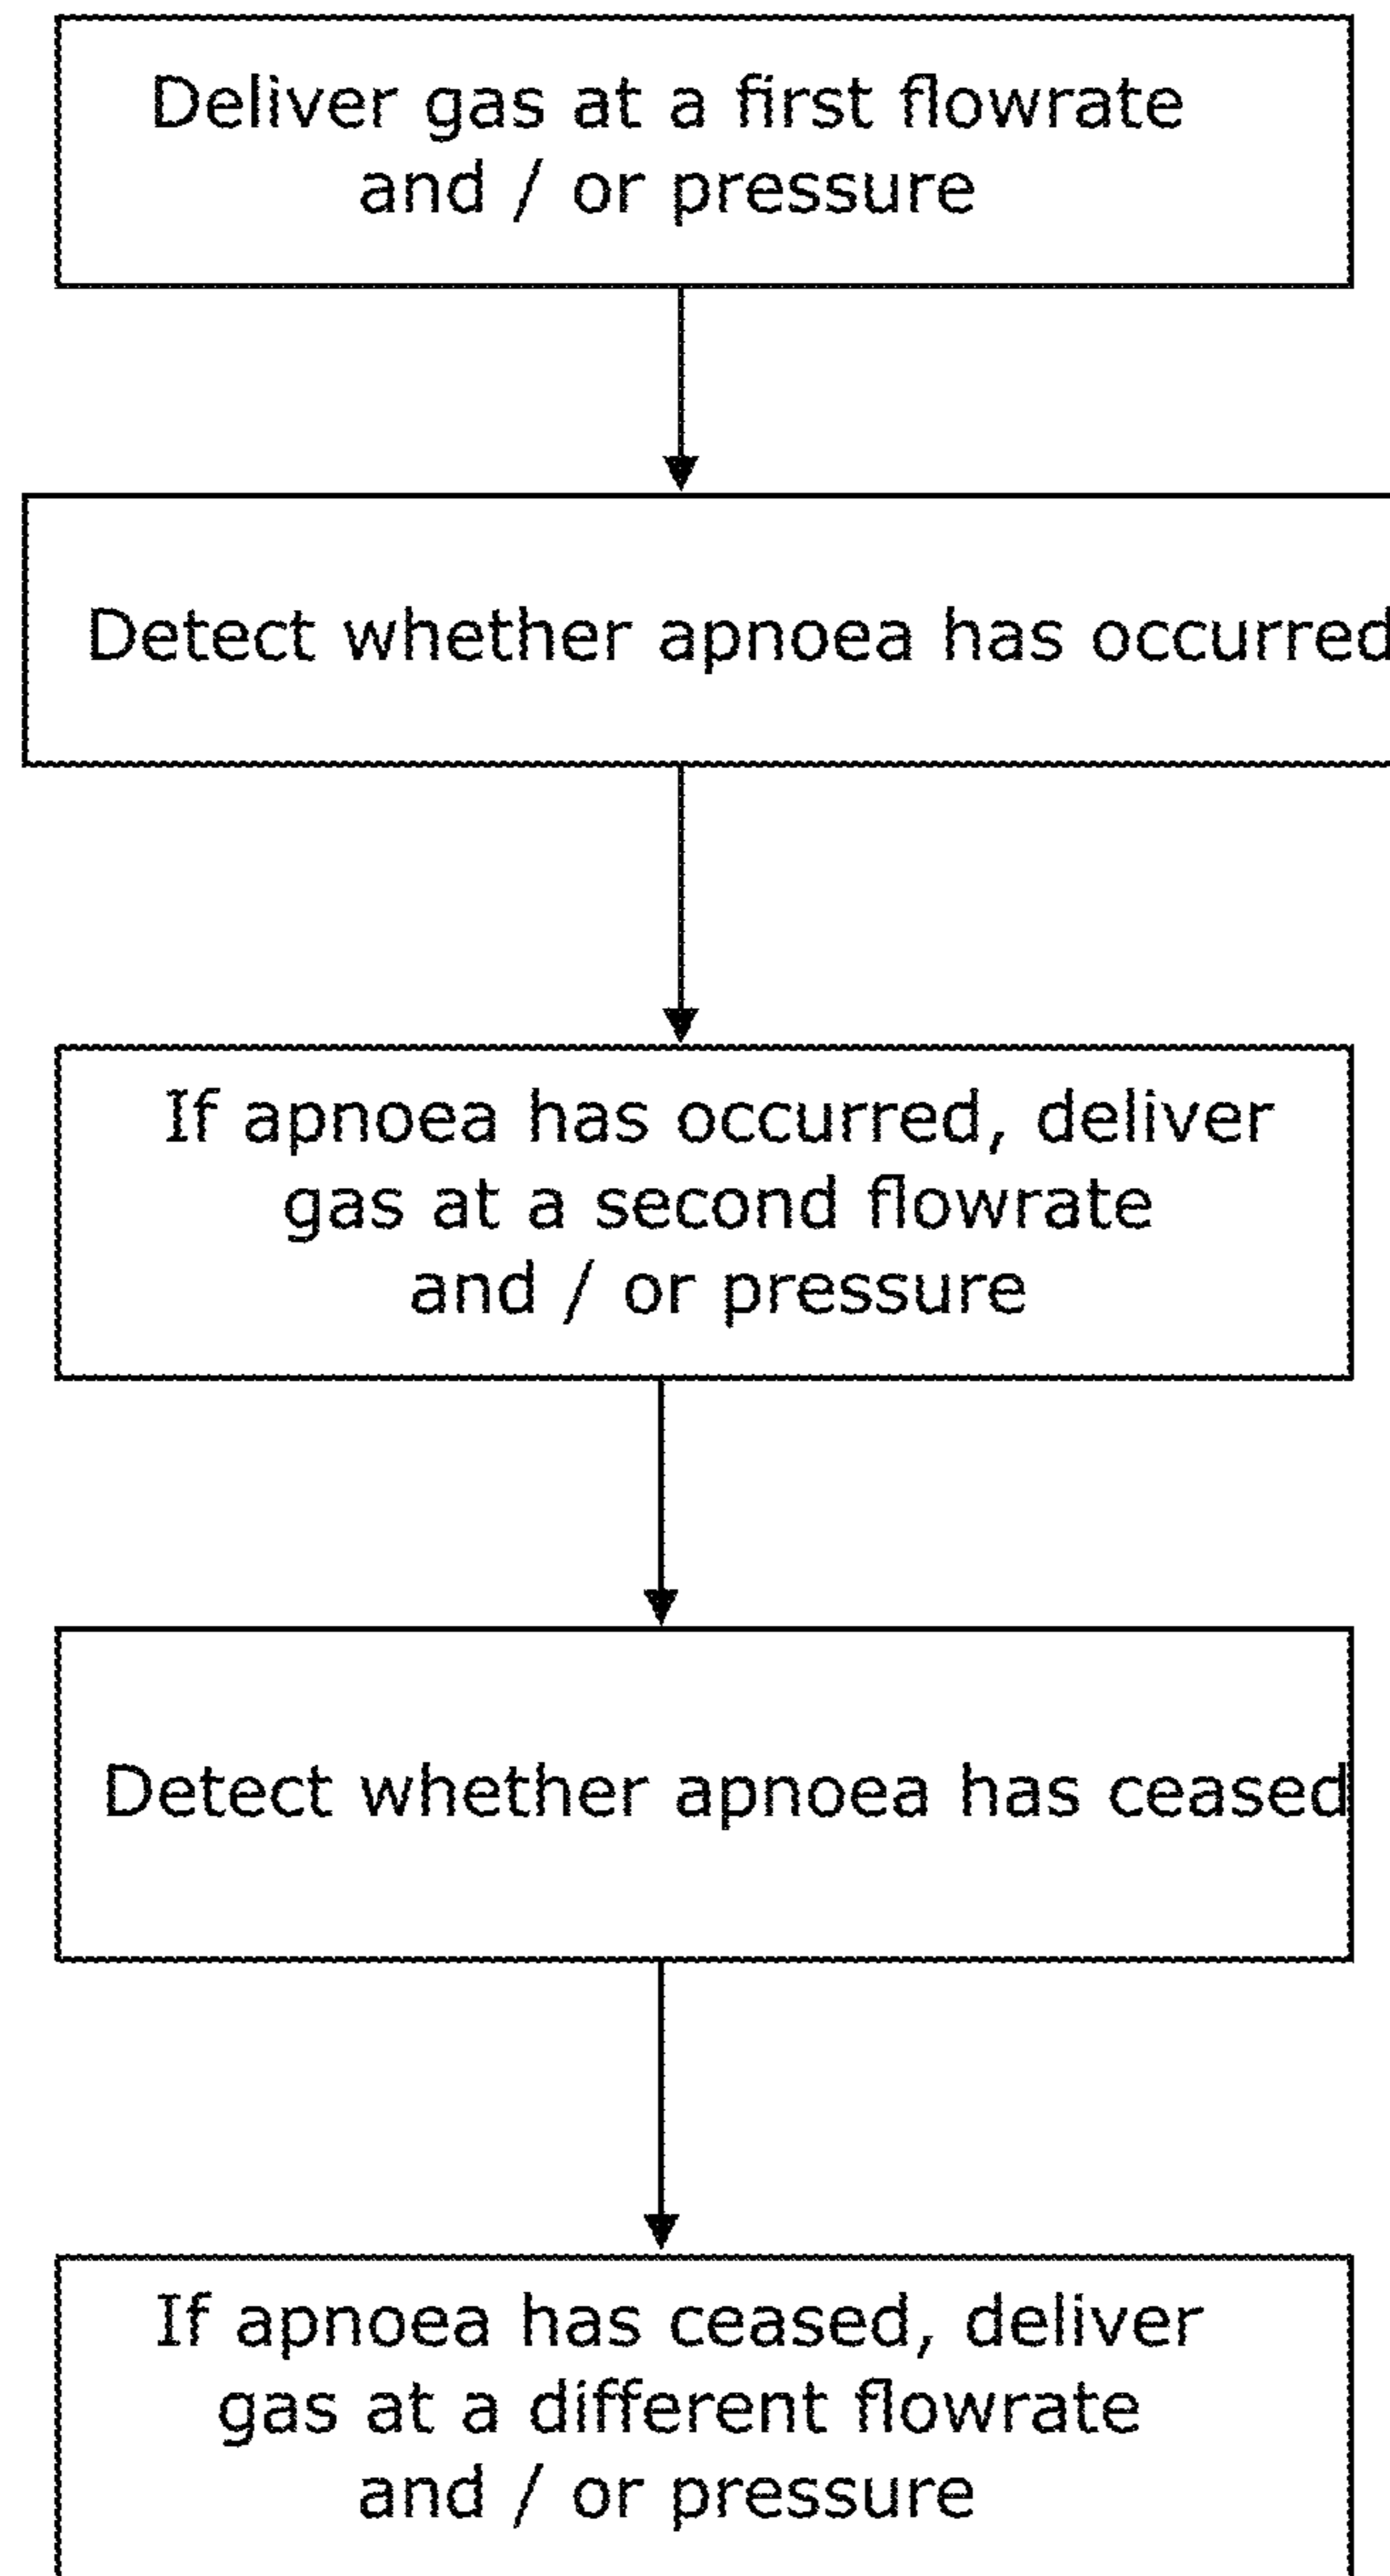 Deliver gas at a first flowrate
and / or pressure
Detect whether apnoea has occurred
If apnoea has occurred, deliver
gas at a second flowrate
and / or pressure
Detect whether apnoea has ceased
If apnoea has ceased, deliver
gas at a different flowrate
and / or pressure